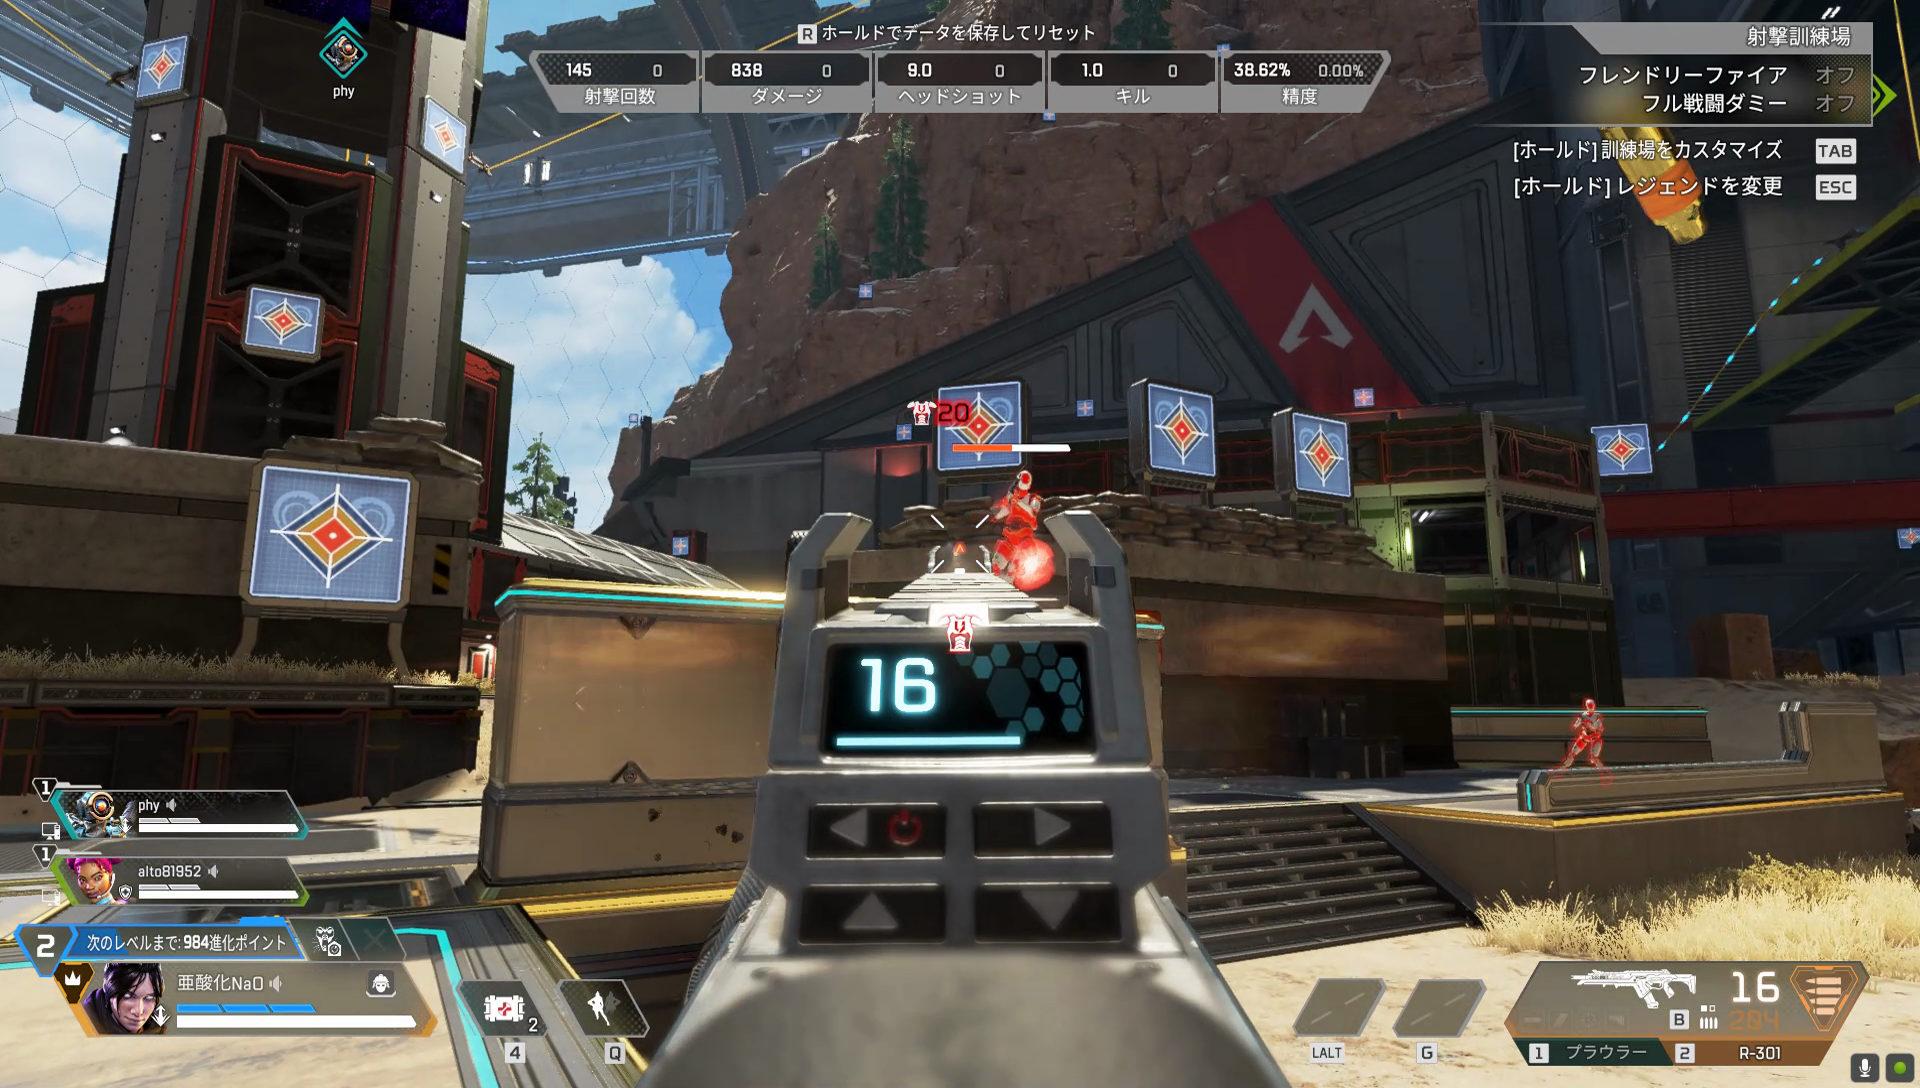 phy
R ホールドでデータを保存してリセット
145 0
射撃回数
838 0
ダメージ
9.0 0
ヘッドショット
1.0 0
キル
38.62% 0.00%
精度
射撃訓練場
フレンドリーファイア オフ
フル戦闘ダミー オフ
[ホールド]訓練場をカスタマイズ TAB
[ホールド]レジェンドを変更 ESC
20
16
1
phy
1
alto81952
2
次のレベルまで:984進化ポイント
亜酸化NaO
2
4
Q
LALT
G
16
204
B
1 プラウラー
2 R-301